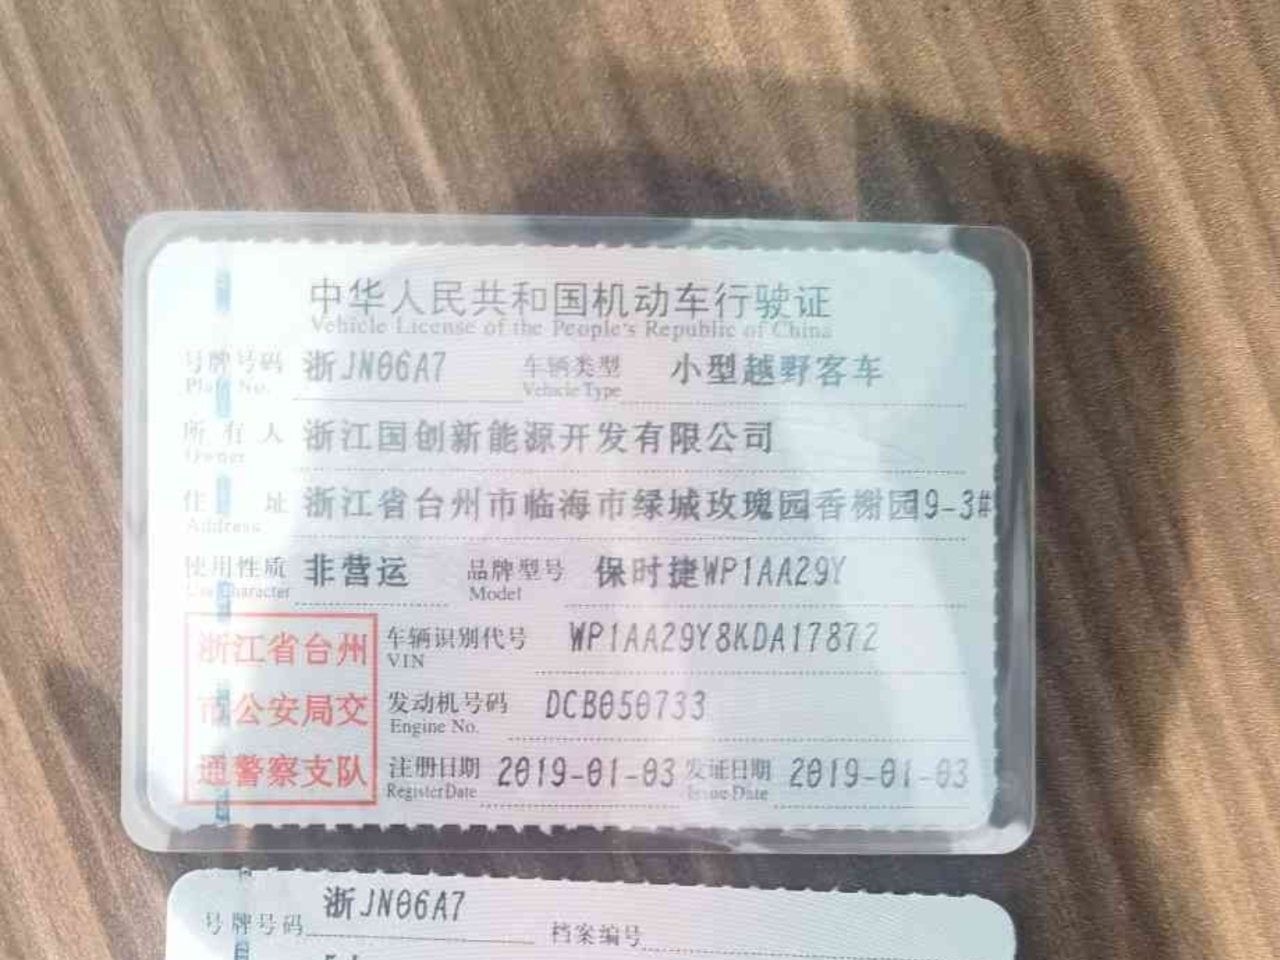 中华人民共和国机动车行驶证
Vehicle License of the People's Republic of China
号牌号码 浙JN06A7 车辆类型 小型越野客车
Plate No. Vehicle Type
所有人 浙江国创新能源开发有限公司
Owner
住址 浙江省台州市临海市绿城玫瑰园香榭园9-3#
Address
使用性质 非营运 品牌型号 保时捷WP1AA29Y
Use Character Model
浙江省台州
市公安局交
通警察支队
车辆识别代号 WP1AA29Y8KDA17872
VIN
发动机号码 DCB050733
Engine No.
注册日期 2019-01-03 发证日期 2019-01-03
Register Date Issue Date
号牌号码 浙JN06A7 档案编号